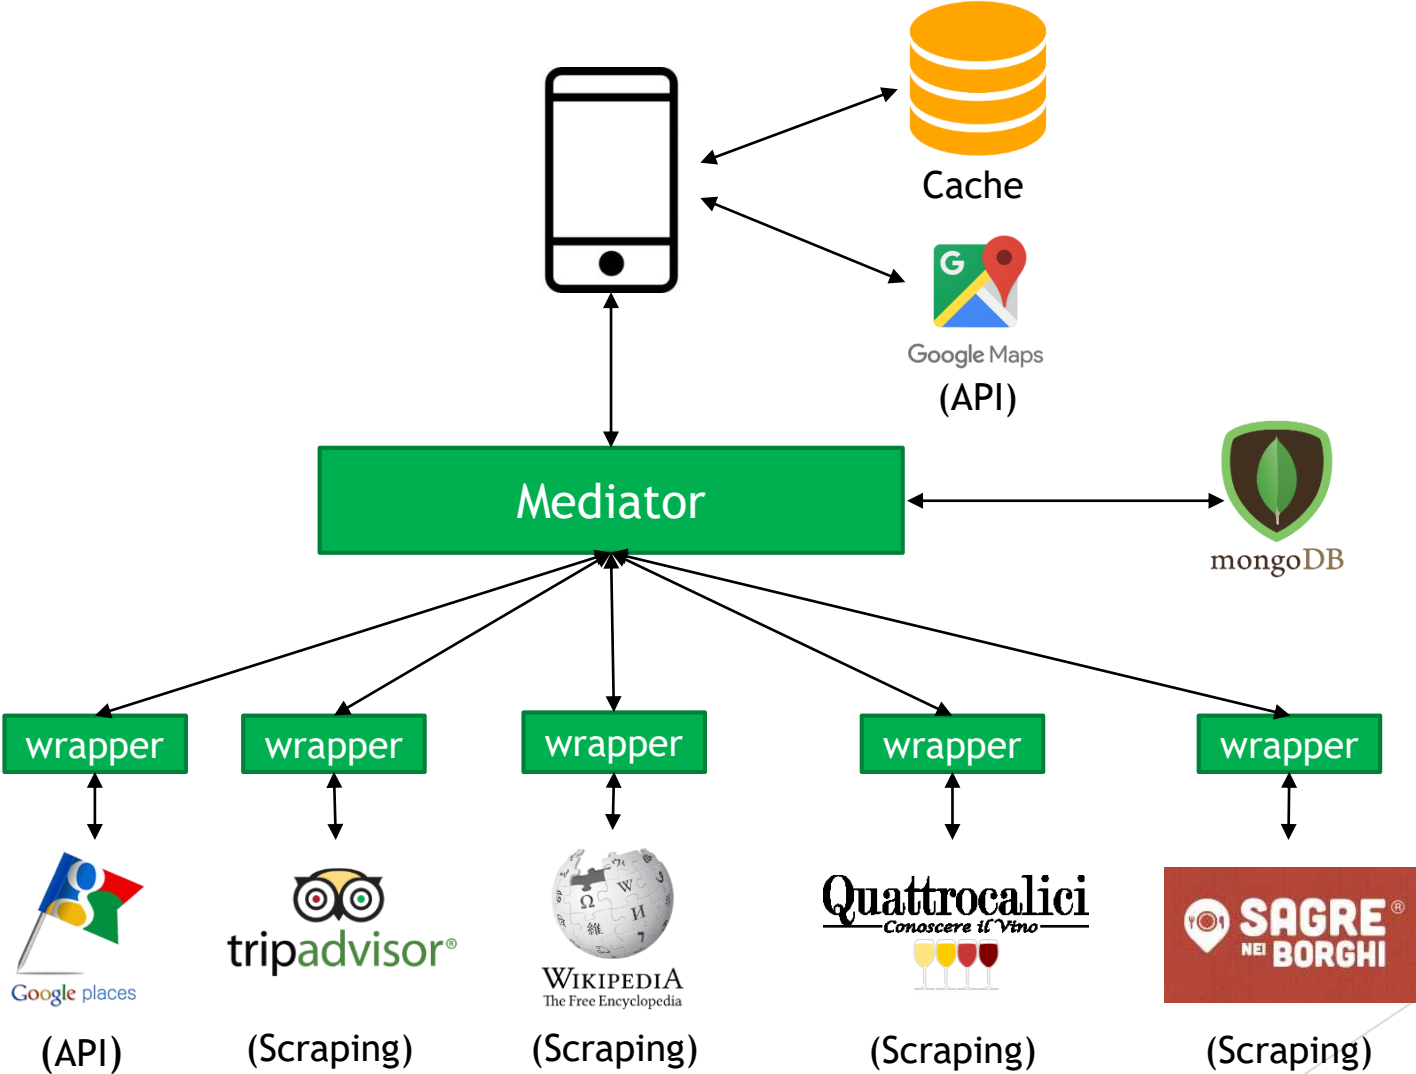 Cache
G
Google Maps
(API)
Mediator
mongoDB
wrapper
wrapper
wrapper
wrapper
wrapper
g
Google places
(API)
tripadvisor®
(Scraping)
Ω
W
И
維
WIKIPEDIA
The Free Encyclopedia
(Scraping)
Quattrocalici
Conoscere il Vino
(Scraping)
SAGRE®
NEI BORGHI
(Scraping)